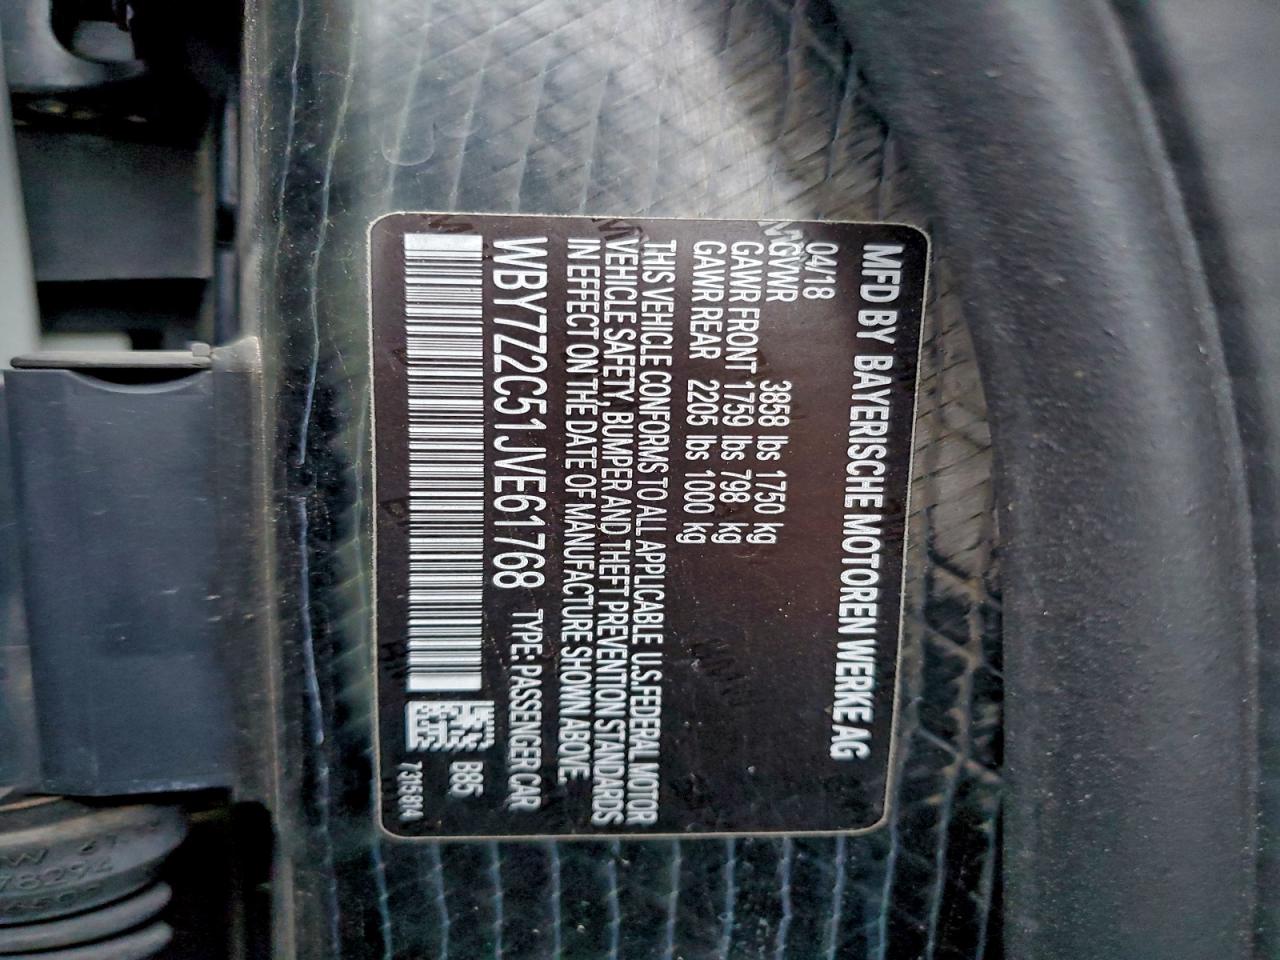 MFD BY BAYERISCHE MOTOREN WERKE AG
04/18
GVWR 3858 lbs 1750 kg
GAWR FRONT 1759 lbs 798 kg
GAWR REAR 2205 lbs 1000 kg
THIS VEHICLE CONFORMS TO ALL APPLICABLE U.S.FEDERAL MOTOR
VEHICLE SAFETY, BUMPER AND THEFT PREVENTION STANDARDS
IN EFFECT ON THE DATE OF MANUFACTURE SHOWN ABOVE.
WBY7Z2C51JVE61768 TYPE: PASSENGER CAR
B85
7315814